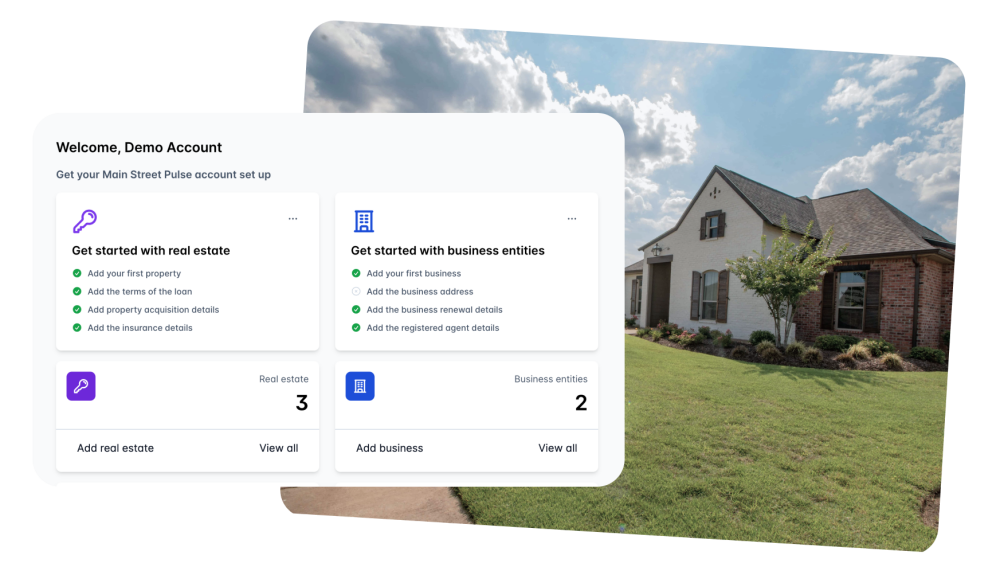 Welcome, Demo Account
Get your Main Street Pulse account set up
Get started with real estate
Add your first property
Add the terms of the loan
Add property acquisition details
Add the insurance details
Get started with business entities
Add your first business
Add the business address
Add the business renewal details
Add the registered agent details
Real estate
3
Add real estate
View all
Business entities
2
Add business
View all